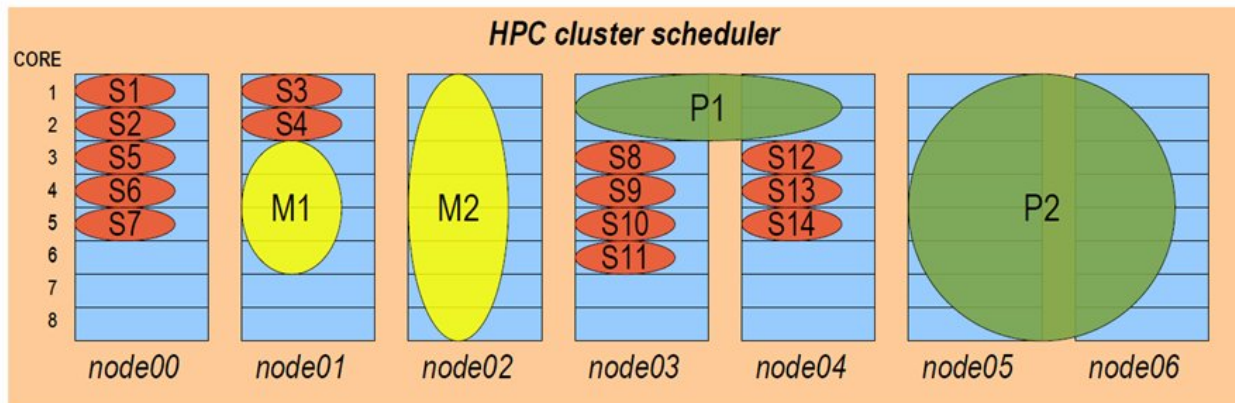 HPC cluster scheduler
CORE
1 S1 S3 P1
2 S2 S4
3 S5 S8 S12
4 S6 M1 M2 S9 S13 P2
5 S7 S10 S14
6 S11
7
8
node00 node01 node02 node03 node04 node05 node06